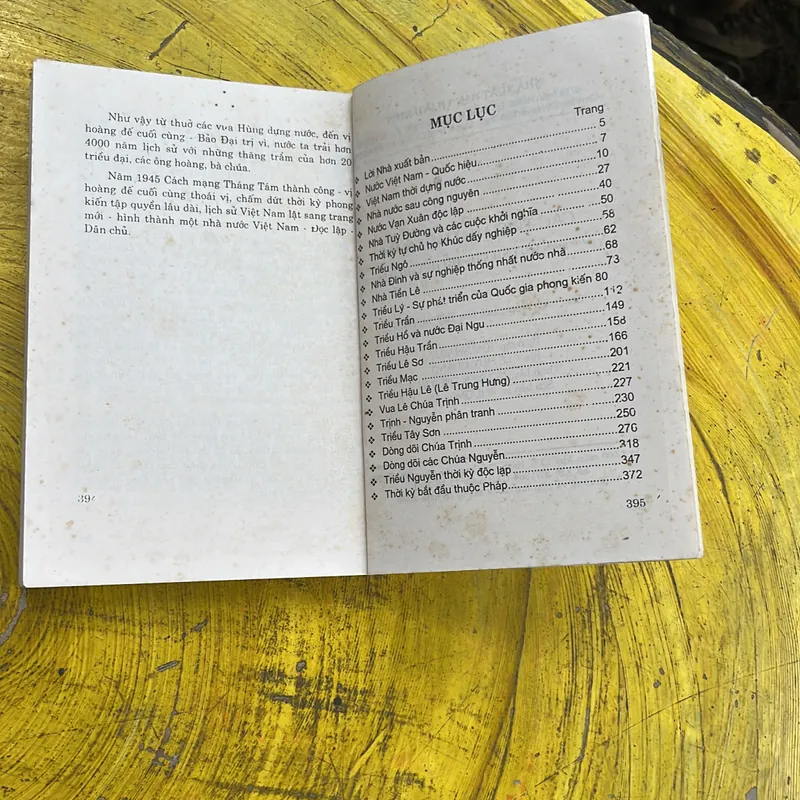 Như vậy từ thuở các vua Hùng dựng nước, đến vị
hoàng đế cuối cùng - Bảo Đại trị vì, nước ta trải hơn
4000 năm lịch sử với những thăng trầm của hơn 20
triều đại, các ông hoàng, bà chúa.
Năm 1945 Cách mạng Tháng Tám thành công - vị
hoàng đế cuối cùng thoái vị, chấm dứt thời kỳ phong
kiến tập quyền lâu dài, lịch sử Việt Nam lật sang trang
mới - hình thành một nhà nước Việt Nam - Độc lập -
Dân chủ.
394
MỤC LỤC
Trang
❖ Lời Nhà xuất bản 5
❖ Nước Việt Nam - Quốc hiệu 7
❖ Việt Nam thời dựng nước 10
❖ Nhà nước sau công nguyên 27
❖ Nước Vạn Xuân độc lập 40
❖ Nhà Tuỳ Đường và các cuộc khởi nghĩa 50
❖ Thời kỳ tự chủ họ Khúc dấy nghiệp 58
❖ Triều Ngô 62
❖ Nhà Đinh và sự nghiệp thống nhất nước nhà 68
❖ Nhà Tiền Lê 73
❖ Triều Lý - Sự phát triển của Quốc gia phong kiến 80
❖ Triều Trần 112
❖ Triều Hồ và nước Đại Ngu 149
❖ Triều Hậu Trần 158
❖ Triều Lê Sơ 166
❖ Triều Mạc 201
❖ Triều Hậu Lê (Lê Trung Hưng) 221
❖ Vua Lê Chúa Trịnh 227
❖ Trịnh - Nguyễn phân tranh 230
❖ Triều Tây Sơn 250
❖ Dòng dõi Chúa Trịnh 276
❖ Dòng dõi các Chúa Nguyễn 318
❖ Triều Nguyễn thời kỳ độc lập 347
❖ Thời kỳ bắt đầu thuộc Pháp 372
395